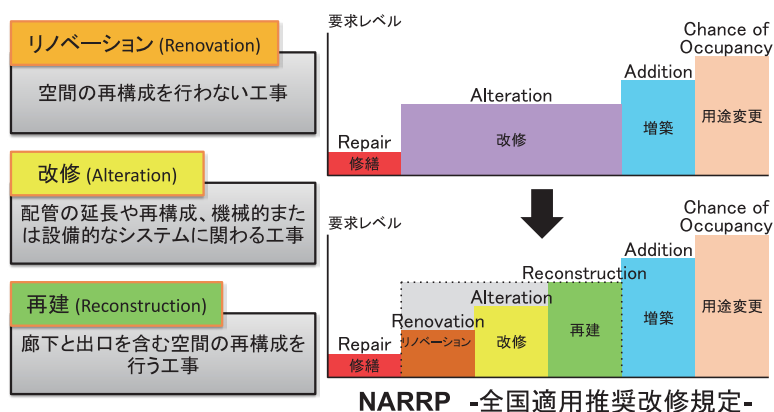 リノベーション (Renovation)
空間の再構成を行わない工事
改修 (Alteration)
配管の延長や再構成、機械的また
は設備的なシステムに関わる工事
再建 (Reconstruction)
廊下と出口を含む空間の再構成を
行う工事
要求レベル
Repair
修繕
Alteration
改修
Addition
増築
Chance of
Occupancy
用途変更
要求レベル
Repair
修繕
Renovation
リノベーション
Alteration
改修
Reconstruction
再建
Addition
増築
Chance of
Occupancy
用途変更
NARRP -全国適用推奨改修規定-